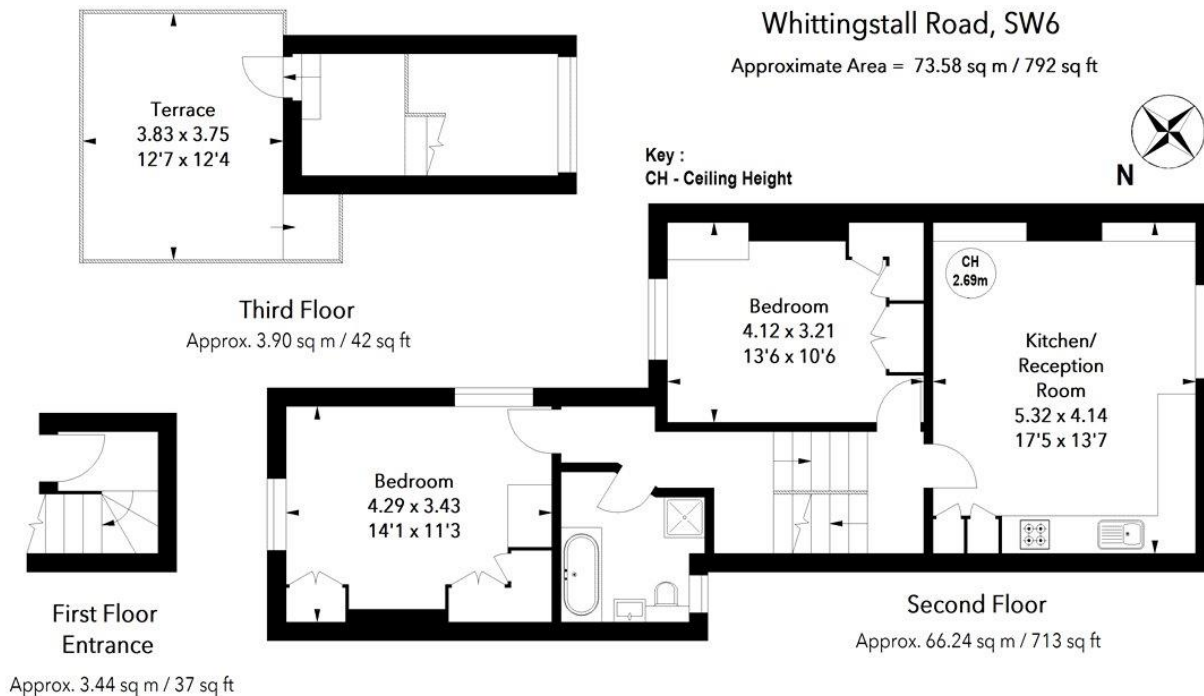 Whittingstall Road, SW6
Approximate Area = 73.58 sq m / 792 sq ft
Terrace
3.83 x 3.75
12'7 x 12'4
Key :
CH - Ceiling Height
N
Third Floor
Approx. 3.90 sq m / 42 sq ft
CH
2.69m
Bedroom
4.12 x 3.21
13'6 x 10'6
Kitchen/
Reception
Room
5.32 x 4.14
17'5 x 13'7
Bedroom
4.29 x 3.43
14'1 x 11'3
First Floor
Entrance
Approx. 3.44 sq m / 37 sq ft
Second Floor
Approx. 66.24 sq m / 713 sq ft